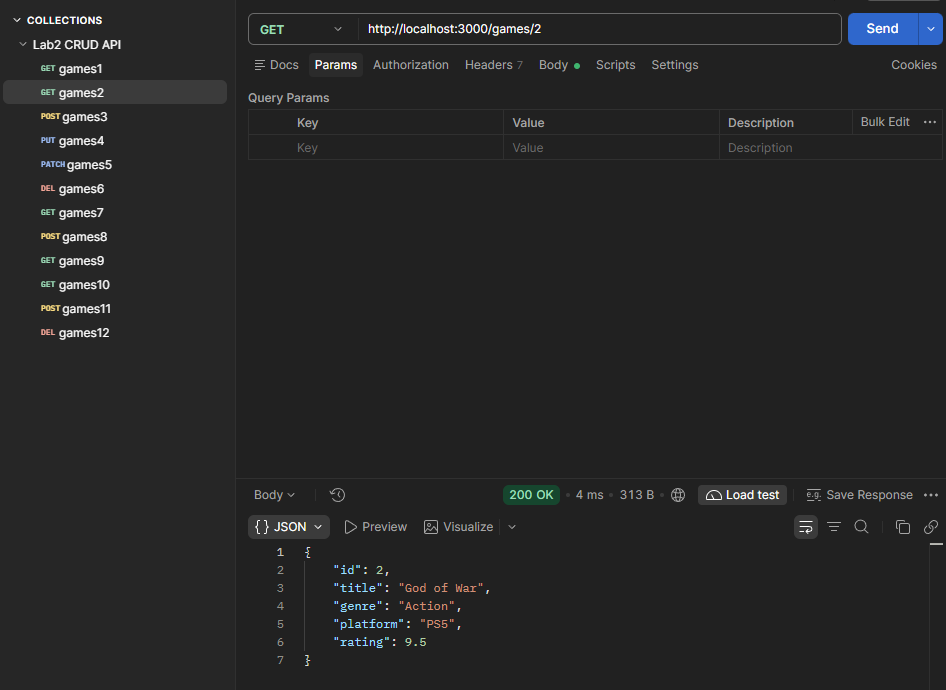 COLLECTIONS
Lab2 CRUD API
GET games1
GET games2
POST games3
PUT games4
PATCH games5
DEL games6
GET games7
POST games8
GET games9
GET games10
POST games11
DEL games12
GET http://localhost:3000/games/2 Send
Docs Params Authorization Headers 7 Body Scripts Settings Cookies
Query Params
Key Value Description Bulk Edit
Key Value Description
Body 200 OK 4 ms 313 B Load test e.g. Save Response
{} JSON Preview Visualize
1 {
2 "id": 2,
3 "title": "God of War",
4 "genre": "Action",
5 "platform": "PS5",
6 "rating": 9.5
7 }